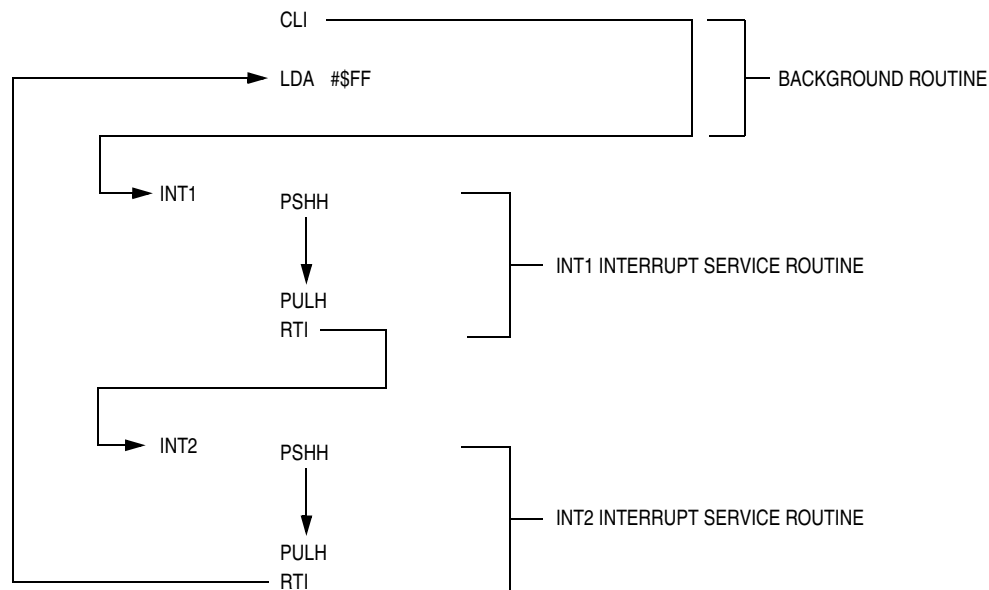 CLI
LDA #$FF
BACKGROUND ROUTINE
INT1
PSHH
INT1 INTERRUPT SERVICE ROUTINE
PULH
RTI
INT2
PSHH
INT2 INTERRUPT SERVICE ROUTINE
PULH
RTI